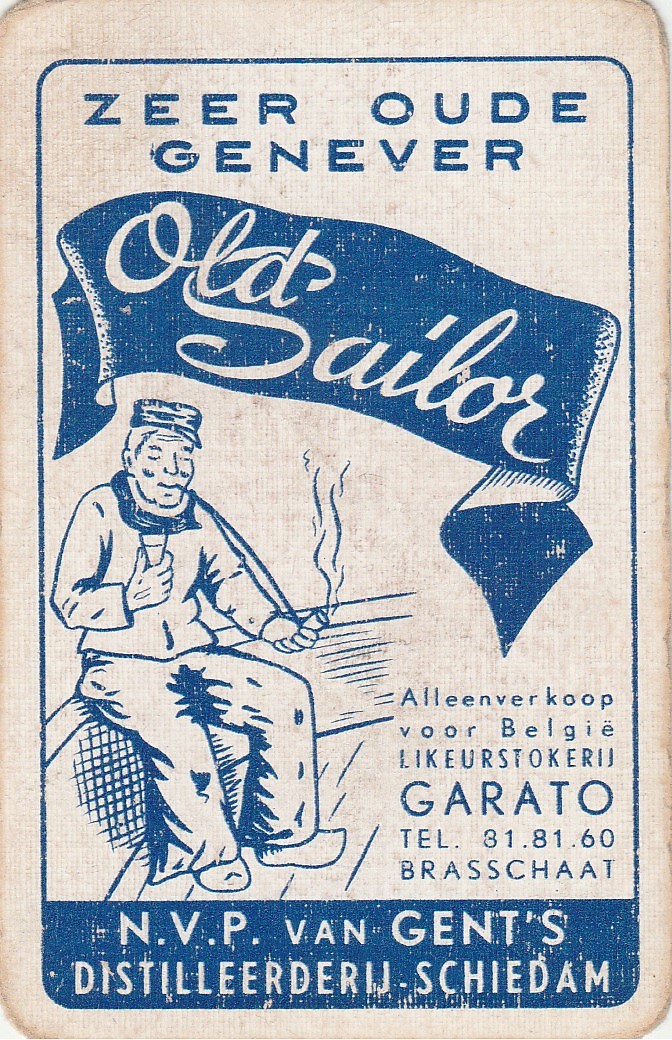 ZEER OUDE
GENEVER
Old
Sailor
Alleenverkoop
voor België
LIKEURSTOKERIJ
GARATO
TEL. 81.81.60
BRASSCHAAT
N.V.P. VAN GENT'S
DISTILLEERDERIJ-SCHIEDAM